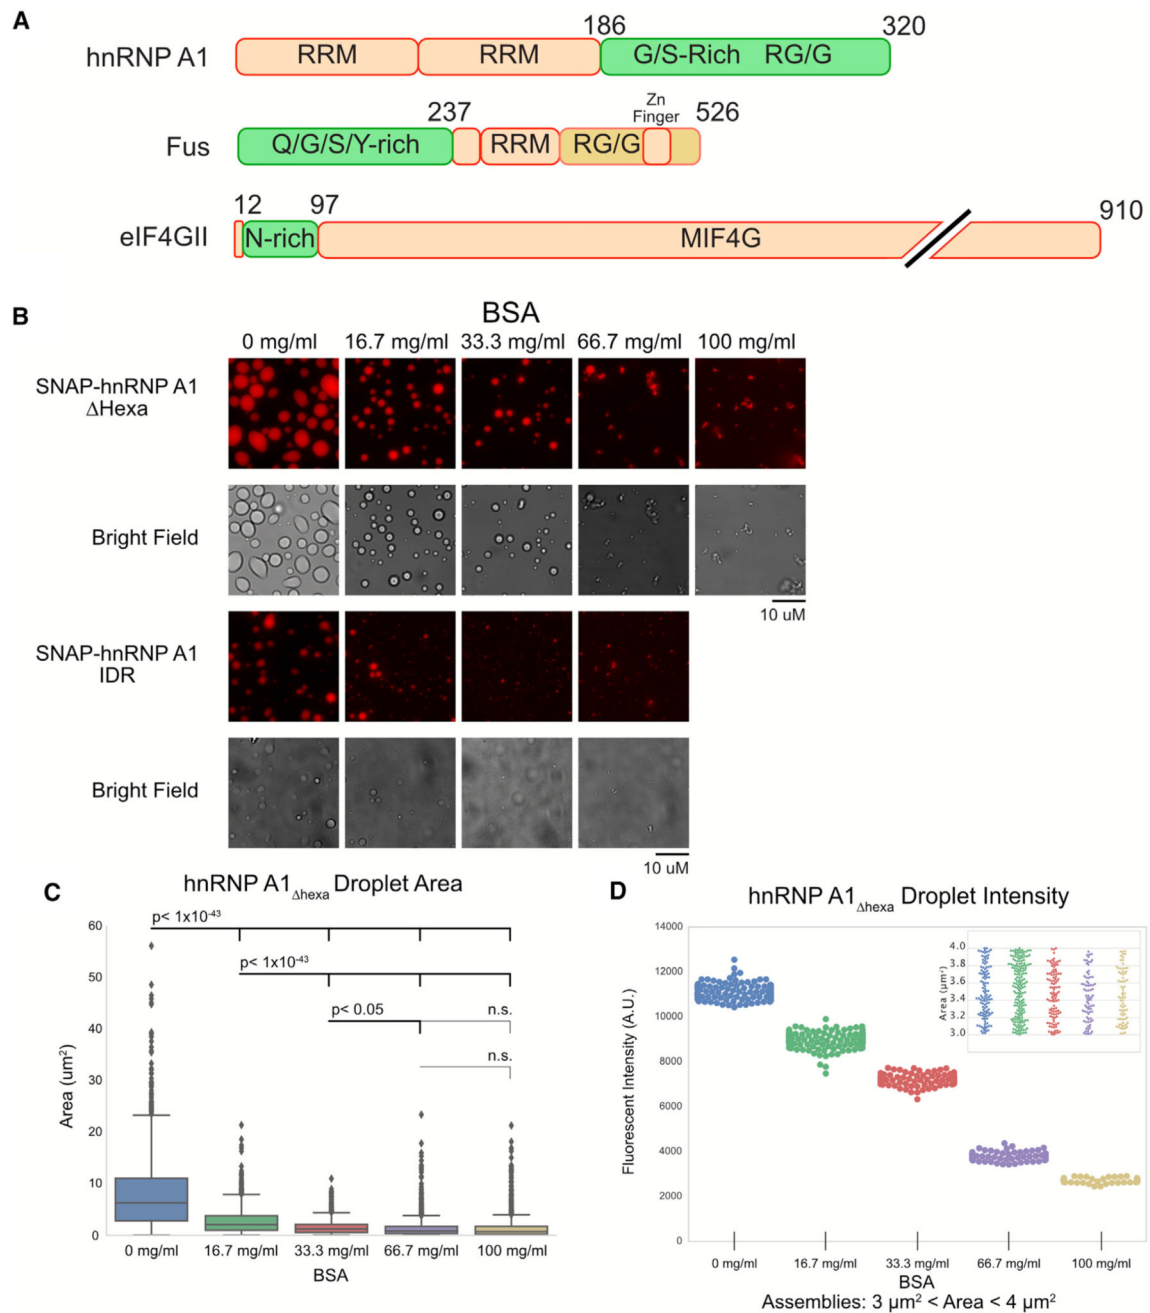 A
186
320
hnRNP A1
RRM
RRM
G/S-Rich
RG/G
Zn
Finger
237
526
Fus
Q/G/S/Y-rich
RRM
RG/G
12
97
910
eIF4GII
N-rich
MIF4G
B
BSA
0 mg/ml
16.7 mg/ml
33.3 mg/ml
66.7 mg/ml
100 mg/ml
SNAP-hnRNP A1
ΔHexa
Bright Field
10 uM
SNAP-hnRNP A1
IDR
Bright Field
10 uM
C
hnRNP A1Δhexa Droplet Area
p< 1x10-43
p< 1x10-43
p< 0.05
n.s.
n.s.
Area (um²)
60
50
40
30
20
10
0
0 mg/ml
16.7 mg/ml
33.3 mg/ml
66.7 mg/ml
100 mg/ml
BSA
D
hnRNP A1Δhexa Droplet Intensity
Fluorescent Intensity (A.U.)
14000
12000
10000
8000
6000
4000
2000
0
Area (μm²)
4.0
3.8
3.6
3.4
3.2
3.0
0 mg/ml
16.7 mg/ml
33.3 mg/ml
66.7 mg/ml
100 mg/ml
BSA
Assemblies: 3 μm² < Area < 4 μm²